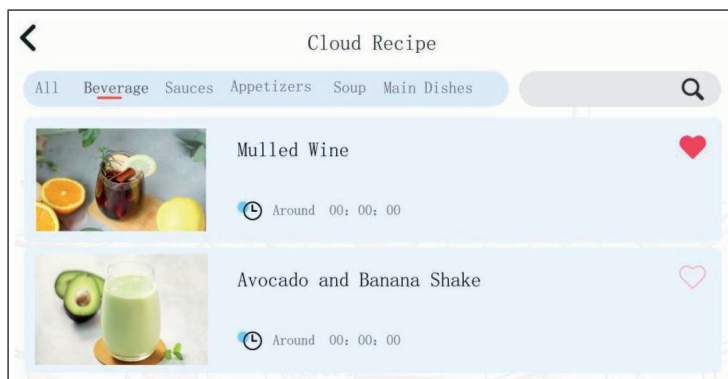 Cloud Recipe
All Beverage Sauces Appetizers Soup Main Dishes
Mulled Wine
Around 00: 00: 00
Avocado and Banana Shake
Around 00: 00: 00